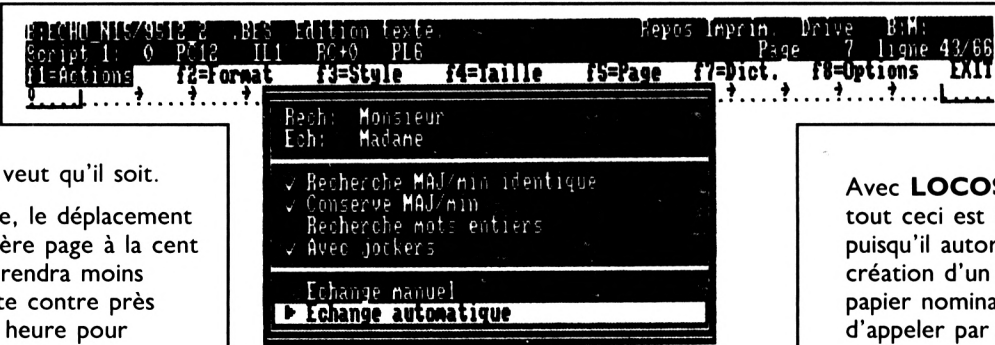 E:ECHO_N15/9512_2 .BES Edition texte. Repos Imprim. Drive B:M:
Script 1: 0 PC12 IL1 RC+0 PL6 Page 7 ligne 43/66
f1=Actions f2=Format f3=Style f4=Taille f5=Page f7=Dict. f8=Options EXIT
Rech: Monsieur
Ech: Madame
✓ Recherche MAJ/min identique
✓ Conserve MAJ/min
Recherche mots entiers
✓ Avec jockers
Echange manuel
▶ Echange automatique
veut qu'il soit.
e, le déplacement
ère page à la cent
rendra moins
te contre près
heure pour
Avec LOCOS
tout ceci est
puisqu'il autor
création d'un
papier nomina
d'appeler par